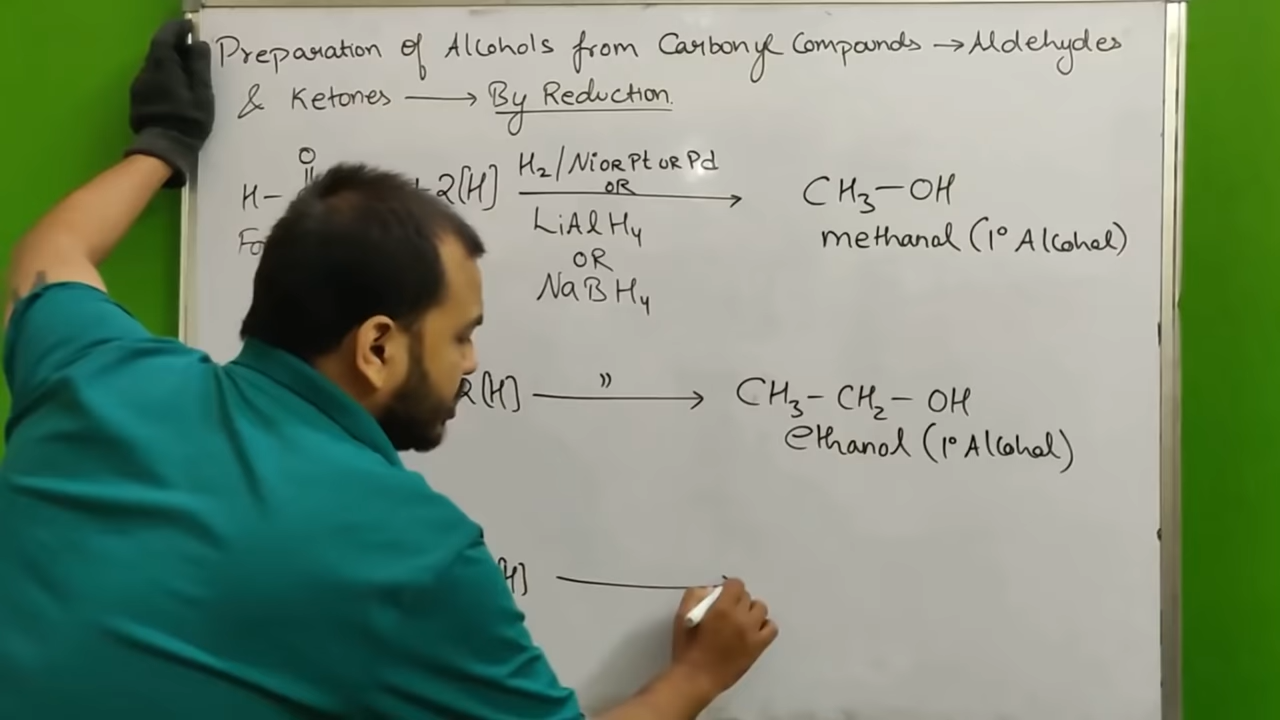 Preparation of Alcohols from Carbonyl Compounds → Aldehydes
& Ketones ⟶ By Reduction.
O
H– 2[H] H2/Ni OR Pt OR Pd CH3–OH
OR
LiAlH4 methanol (1° Alcohol)
OR
NaBH4
2[H] ⟶ " CH3–CH2–OH
ethanol (1° Alcohol)
[H] ⟶